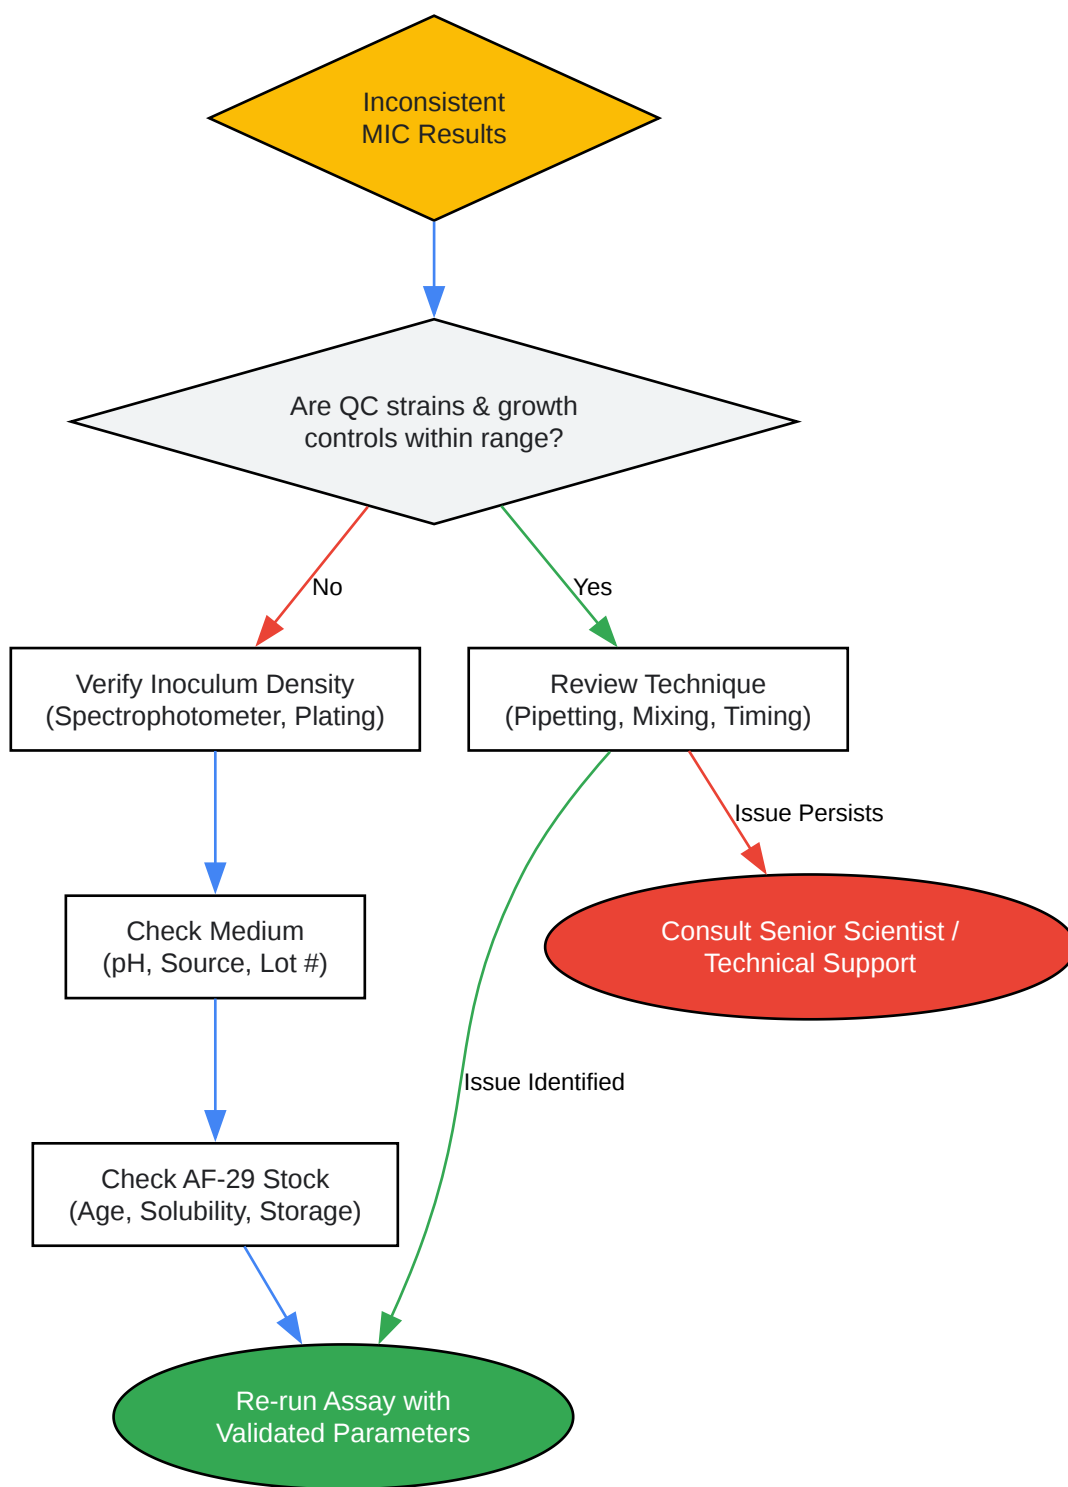 Inconsistent
MIC Results
Are QC strains & growth
controls within range?
No
Yes
Verify Inoculum Density
(Spectrophotometer, Plating)
Review Technique
(Pipetting, Mixing, Timing)
Issue Persists
Check Medium
(pH, Source, Lot #)
Consult Senior Scientist /
Technical Support
Issue Identified
Check AF-29 Stock
(Age, Solubility, Storage)
Re-run Assay with
Validated Parameters